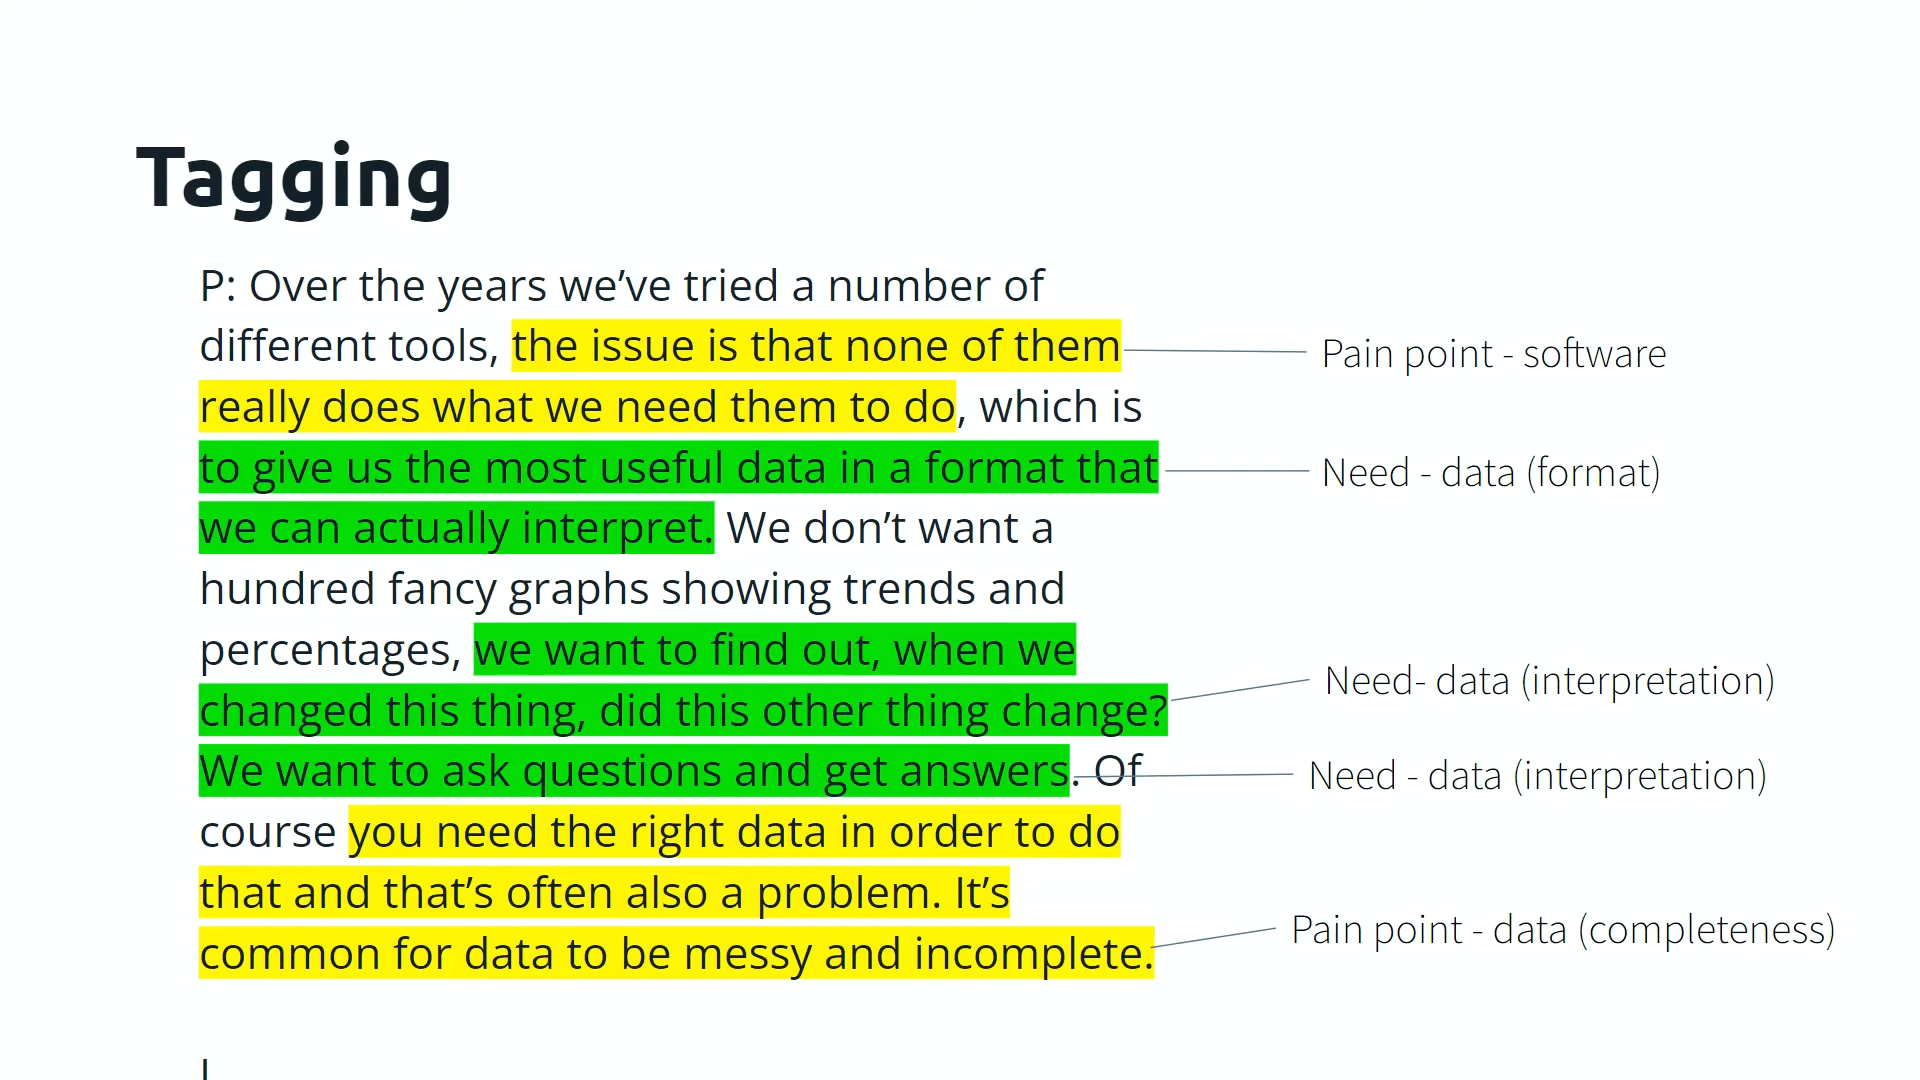 Tagging
P: Over the years we’ve tried a number of
different tools, the issue is that none of them
Pain point - software
really does what we need them to do, which is
to give us the most useful data in a format that
Need - data (format)
we can actually interpret. We don’t want a
hundred fancy graphs showing trends and
percentages, we want to find out, when we
Need- data (interpretation)
changed this thing, did this other thing change?
We want to ask questions and get answers. Of
Need - data (interpretation)
course you need the right data in order to do
that and that’s often also a problem. It’s
Pain point - data (completeness)
common for data to be messy and incomplete.